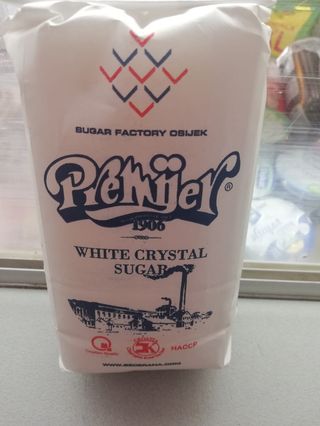 SUGAR FACTORY OSIJEK
Premijer®
1906
WHITE CRYSTAL
SUGAR
HACCP